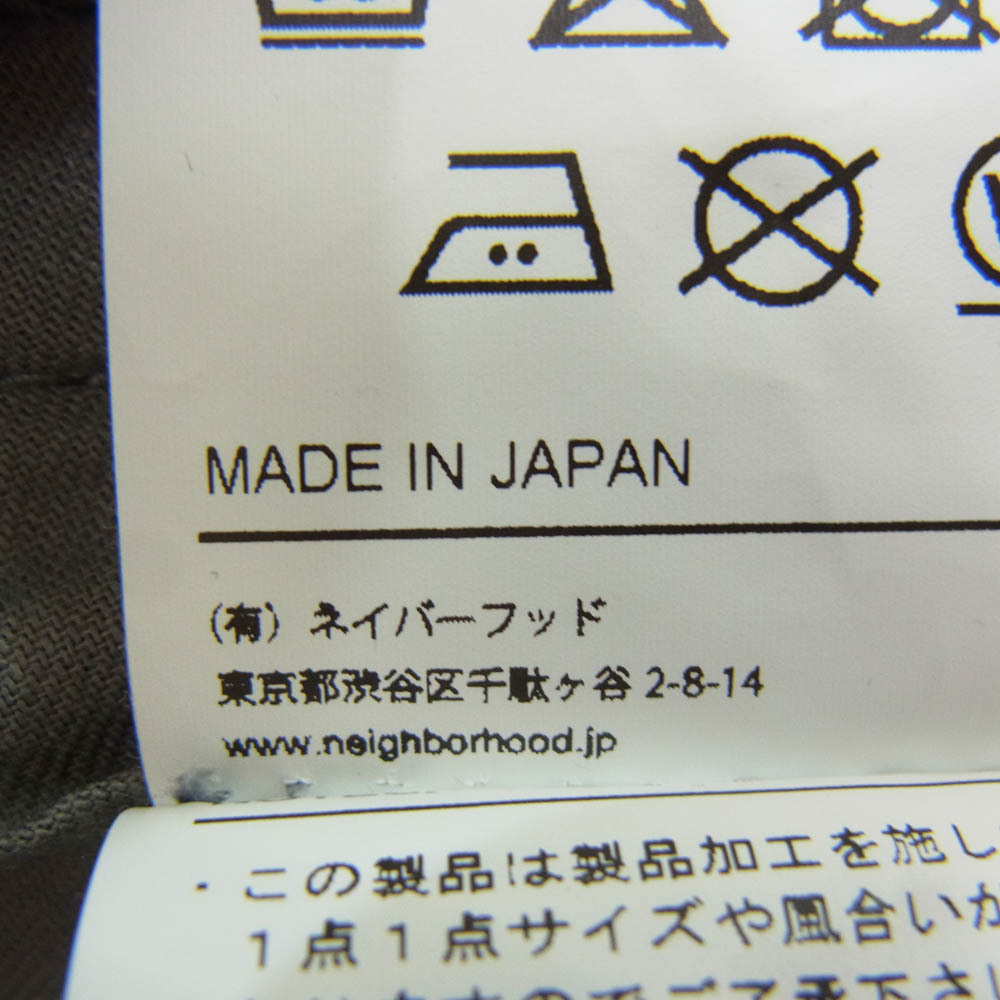 MADE IN JAPAN
(有) ネイバーフッド
東京都渋谷区千駄ヶ谷 2-8-14
www.neighborhood.jp
・この製品は製品加工を施し
1点1点サイズや風合いが